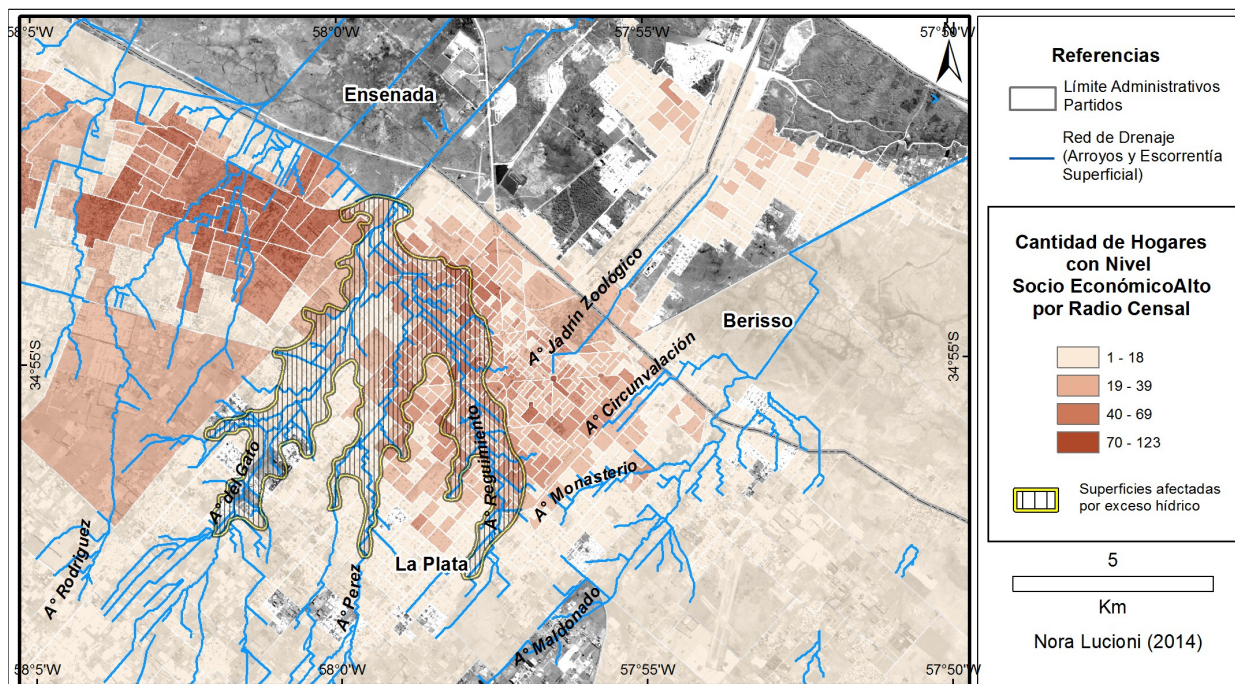 58°5'W
58°0'W
57°55'W
57°50'W
Ensenada
Berisso
La Plata
34°55'S
34°55'S
A° Jadrín Zoológico
A° Circunvalación
A° Monasterio
A° Reguimiento
A° del Gato
A° Rodriguez
A° Perez
A° Maldonado
58°5'W
58°0'W
57°55'W
57°50'W
Referencias
Límite Administrativos
Partidos
Red de Drenaje
(Arroyos y Escorrentía
Superficial)
Cantidad de Hogares
con Nivel
Socio EconómicoAlto
por Radio Censal
1 - 18
19 - 39
40 - 69
70 - 123
Superficies afectadas
por exceso hídrico
5
Km
Nora Lucioni (2014)